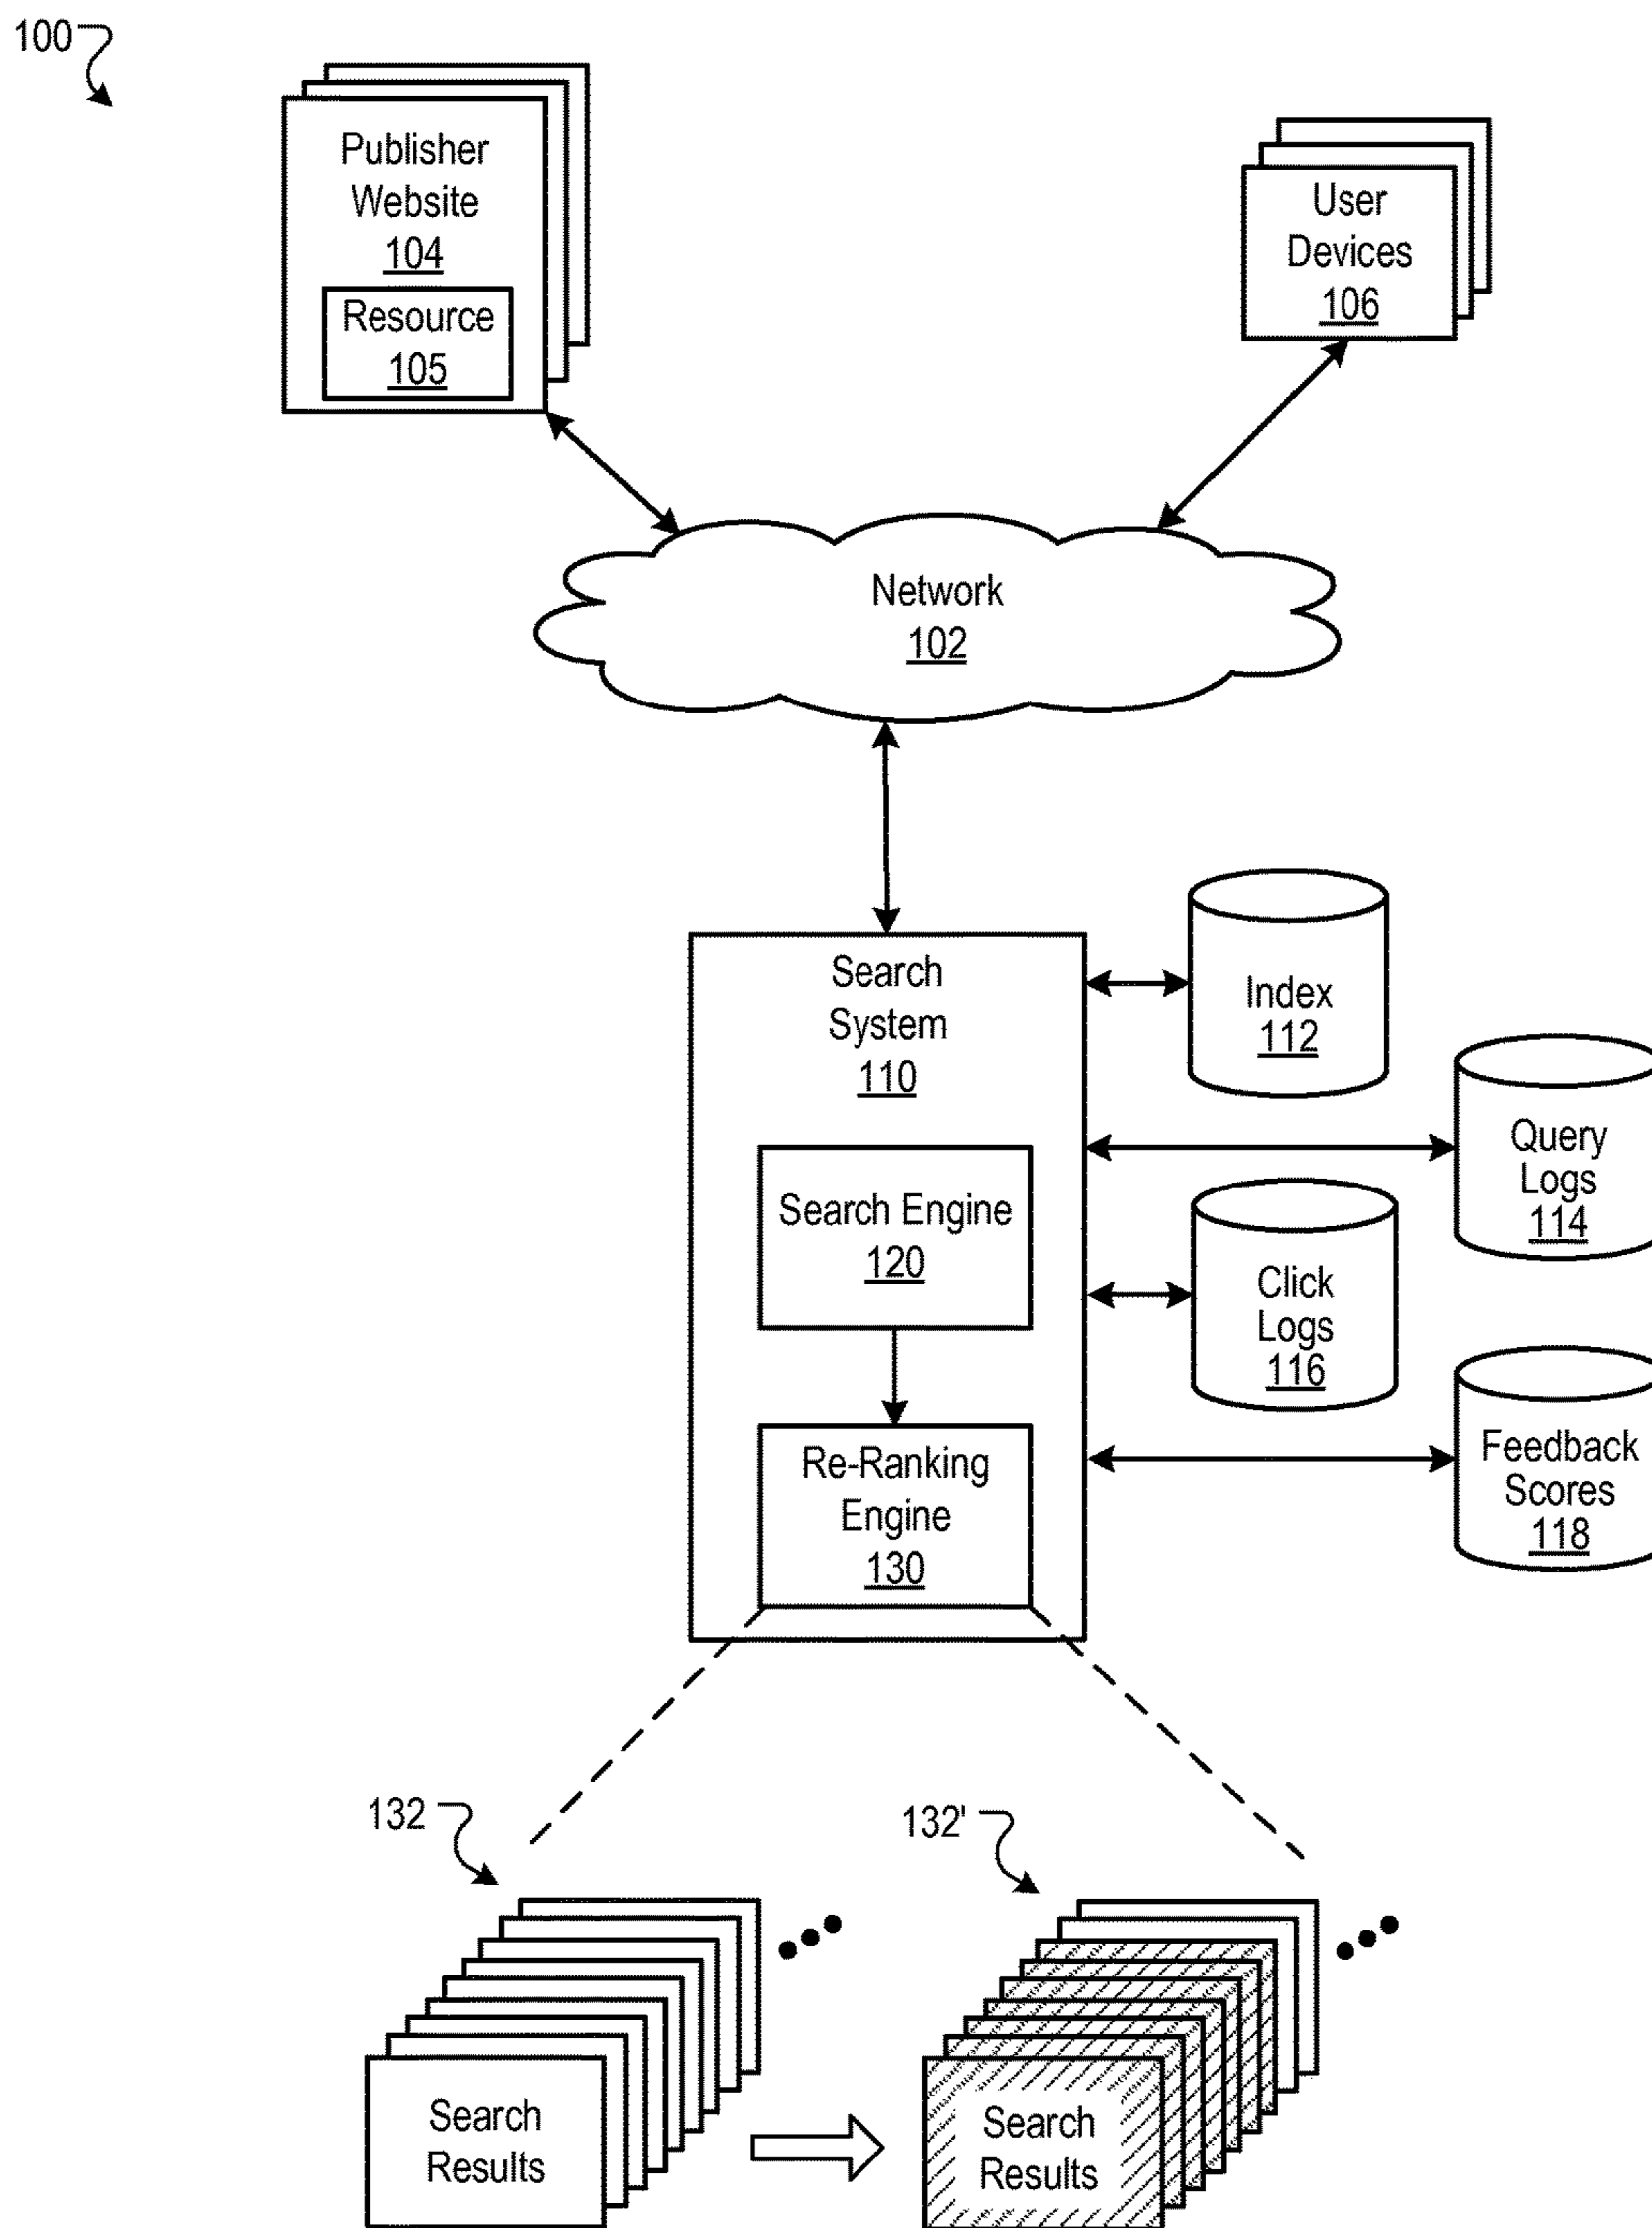 100
Publisher
Website
104
Resource
105
User
Devices
106
Network
102
Search
System
110
Index
112
Query
Logs
114
Search Engine
120
Click
Logs
116
Re-Ranking
Engine
130
Feedback
Scores
118
132
132'
Search
Results
Search
Results